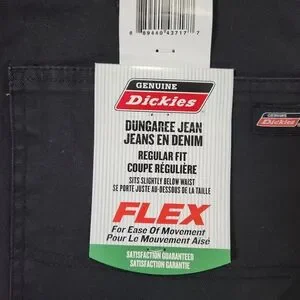 6 89440 43717 7
GENUINE
Dickies
DUNGAREE JEAN
JEANS EN DENIM
REGULAR FIT
COUPE RÉGULIÈRE
SITS SLIGHTLY BELOW WAIST
SE PORTE JUSTE AU-DESSOUS DE LA TAILLE
FLEX
For Ease Of Movement
Pour Le Mouvement Aisé
SATISFACTION GUARANTEED
SATISFACTION GARANTIE
Dickies